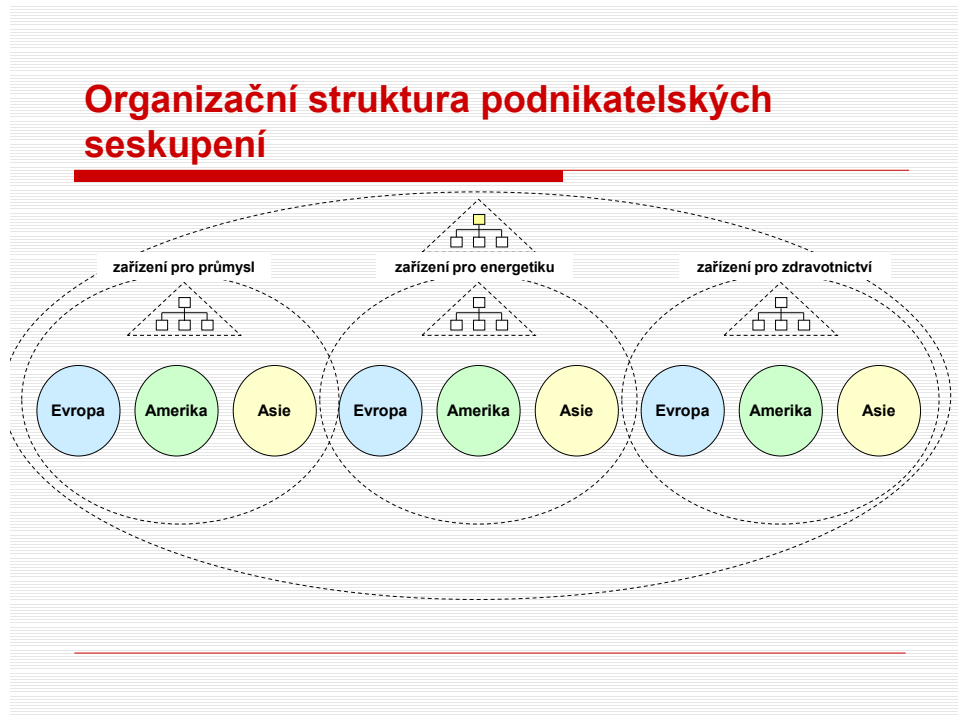 Organizační struktura podnikatelských
seskupení
zařízení pro průmysl
zařízení pro energetiku
zařízení pro zdravotnictví
Evropa
Amerika
Asie
Evropa
Amerika
Asie
Evropa
Amerika
Asie